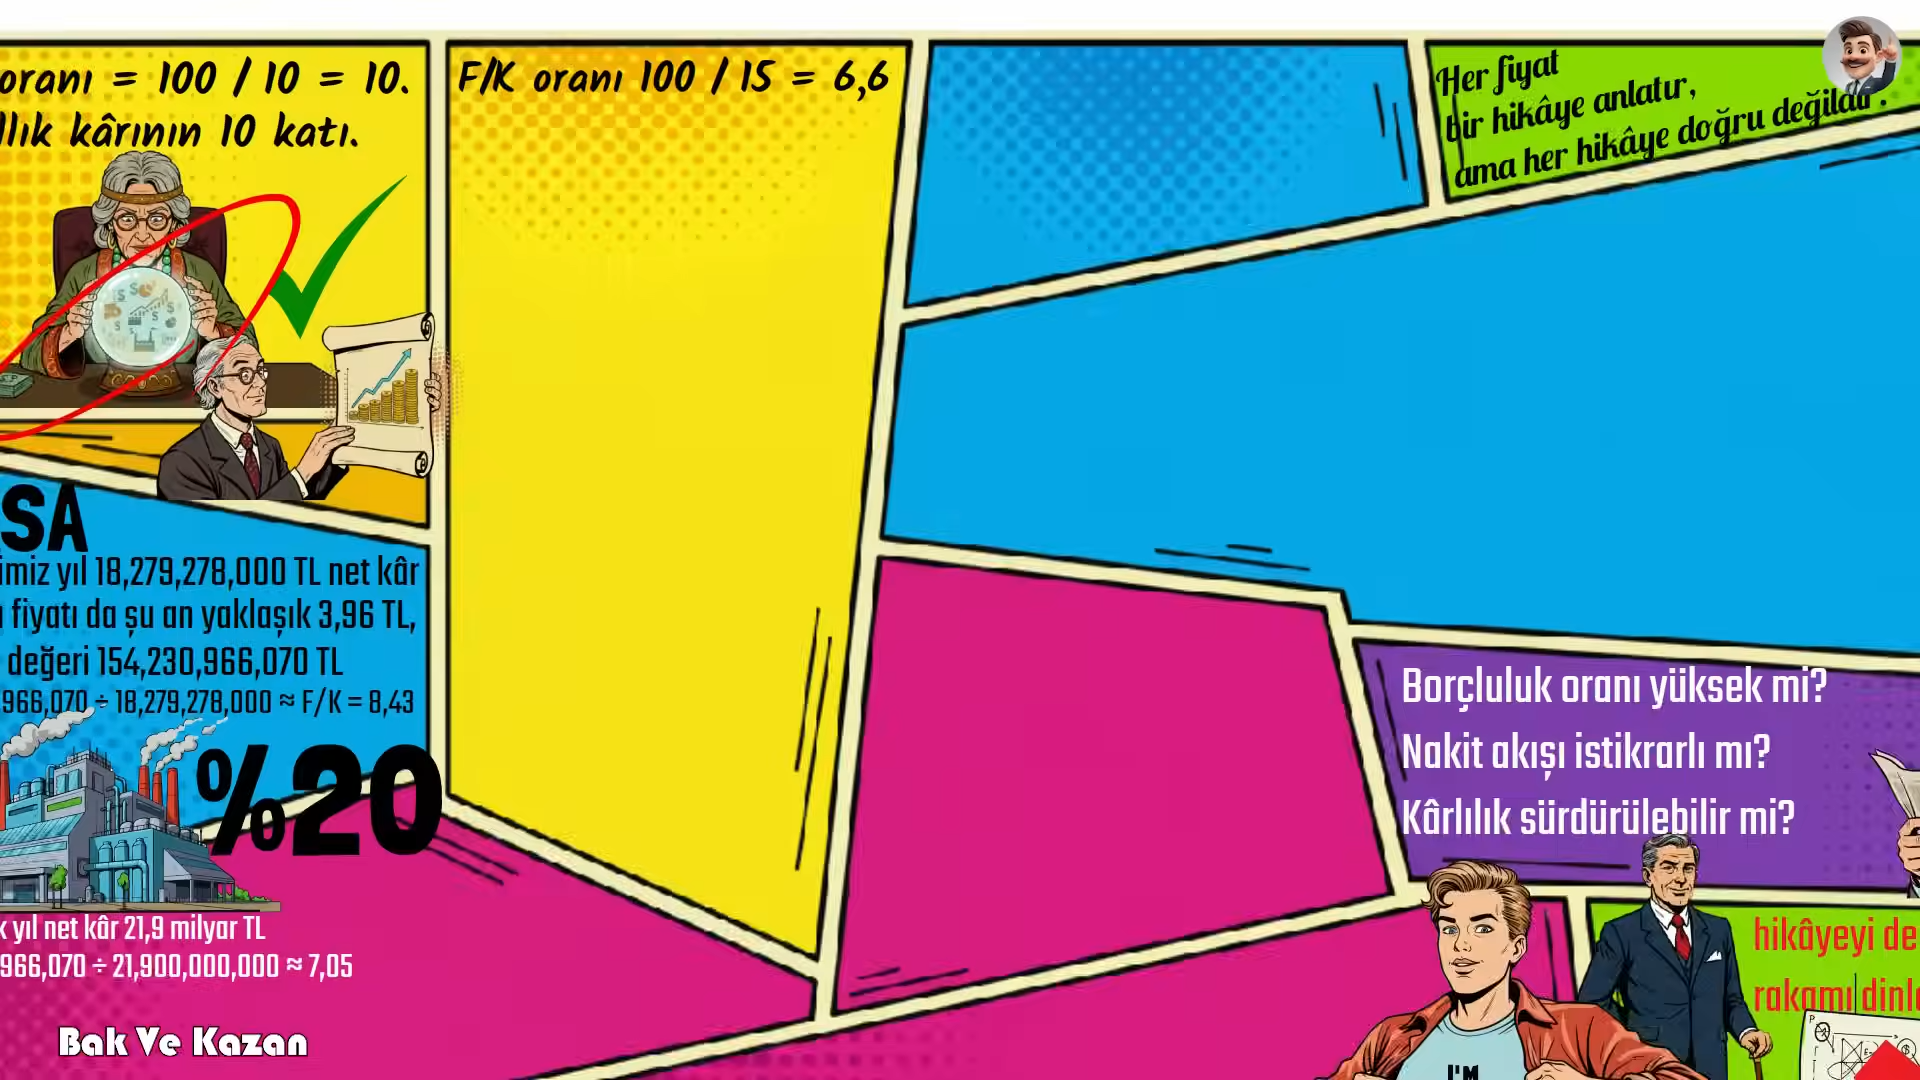 oranı = 100 / 10 = 10.
kârının 10 katı.
F/K oranı 100 / 15 = 6,6
Her fiyat
bir hikâye anlatır,
ama her hikâye doğru değildir.
SA
yıl 18,279,278,000 TL net kâr
fiyatı da şu an yaklaşık 3,96 TL,
değeri 154,230,966,070 TL
966,070 ÷ 18,279,278,000 ≈ F/K = 8,43
%20
yıl net kâr 21,9 milyar TL
966,070 ÷ 21,900,000,000 ≈ 7,05
Bak Ve Kazan
Borçluluk oranı yüksek mi?
Nakit akışı istikrarlı mı?
Kârlılık sürdürülebilir mi?
hikâyeyi de
rakamı
I'M